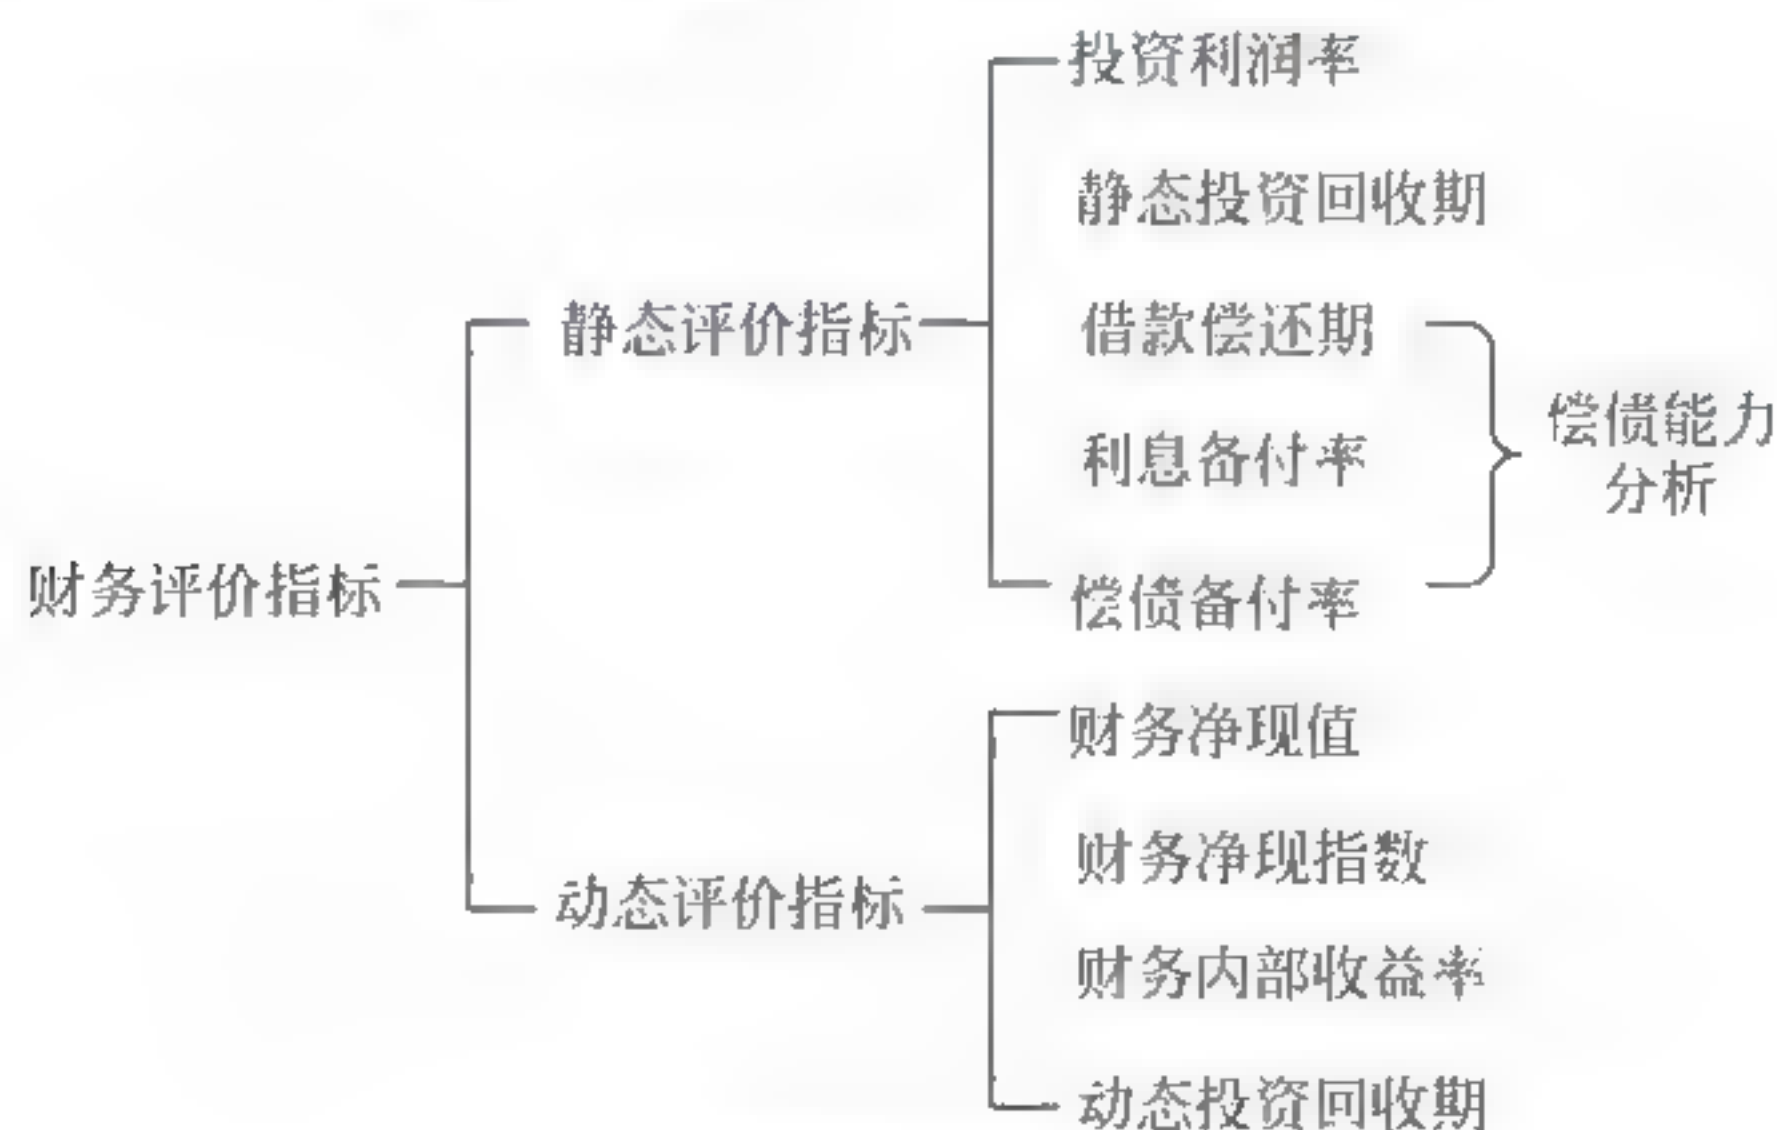 投资利润率
静态投资回收期
静态评价指标
借款偿还期
利息备付率
偿债能力
分析
偿债备付率
财务评价指标
财务净现值
财务净现指数
动态评价指标
财务内部收益率
动态投资回收期